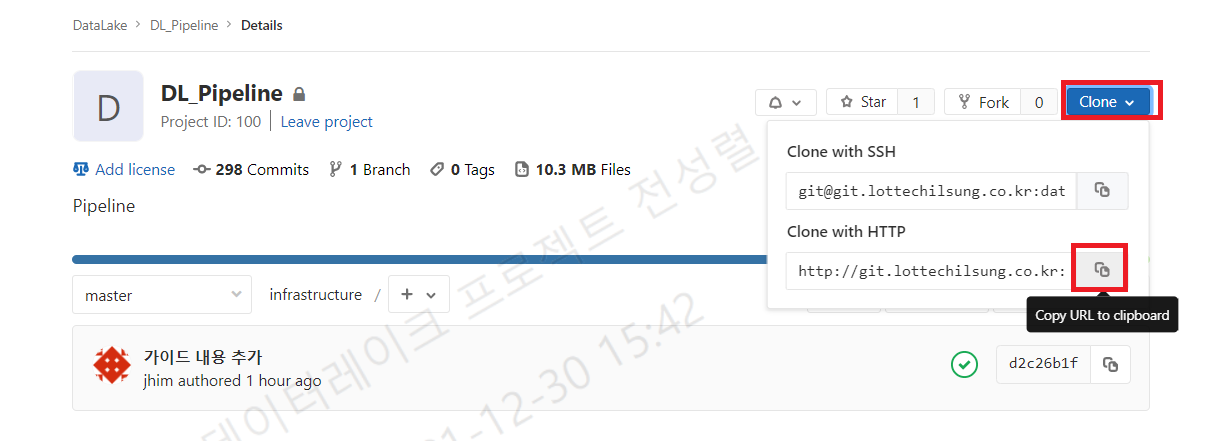 DataLake > DL_Pipeline > Details
D
DL_Pipeline
Project ID: 100 | Leave project
Star 1
Fork 0
Clone
Add license
298 Commits
1 Branch
0 Tags
10.3 MB Files
Pipeline
Clone with SSH
git@git.lottechilsung.co.kr:dat
Clone with HTTP
http://git.lottechilsung.co.kr:
Copy URL to clipboard
master
infrastructure / +
가이드 내용 추가
jhim authored 1 hour ago
d2c26b1f
데이터레이크 프로젝트 전성렬
1-12-30 15:42